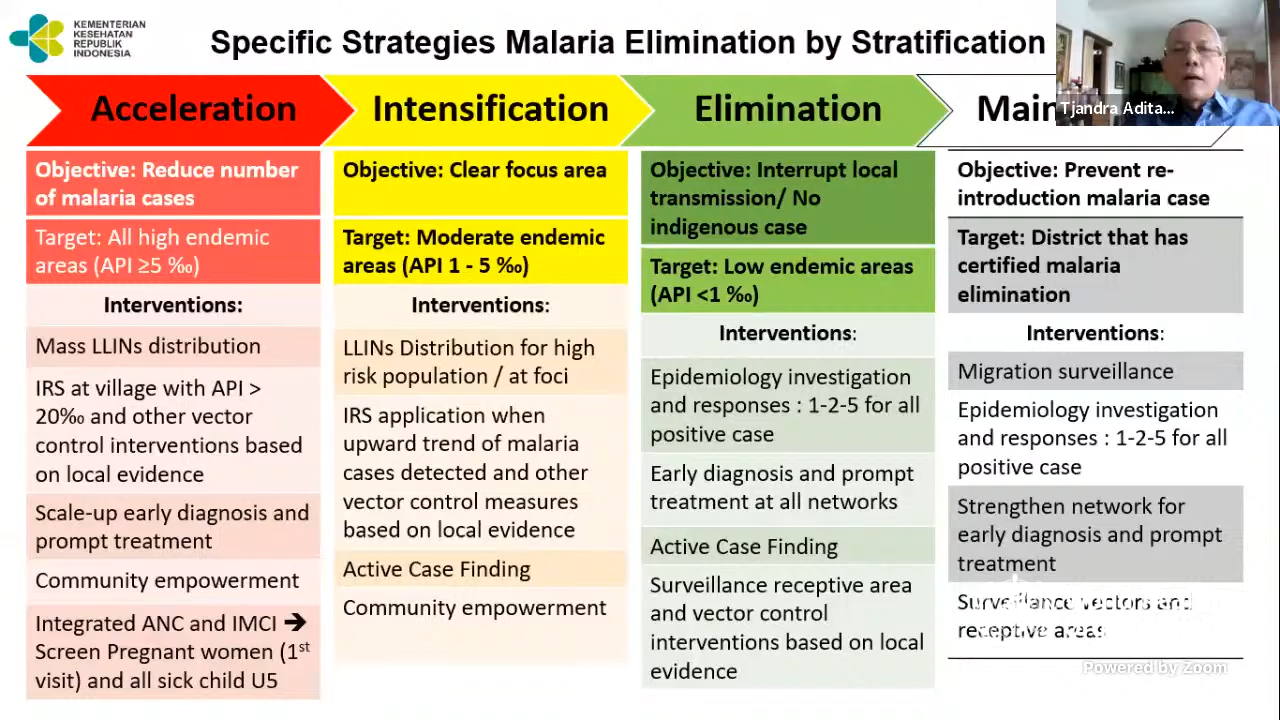 KEMENTERIAN
KESEHATAN
REPUBLIK
INDONESIA
Specific Strategies Malaria Elimination by Stratification
Tjandra Adita...
Acceleration
Objective: Reduce number
of malaria cases
Target: All high endemic
areas (API ≥5 ‰)
Interventions:
Mass LLINs distribution
IRS at village with API >
20‰ and other vector
control interventions based
on local evidence
Scale-up early diagnosis and
prompt treatment
Community empowerment
Integrated ANC and IMCI ➔
Screen Pregnant women (1st
visit) and all sick child U5
Intensification
Objective: Clear focus area
Target: Moderate endemic
areas (API 1 - 5 ‰)
Interventions:
LLINs Distribution for high
risk population / at foci
IRS application when
upward trend of malaria
cases detected and other
vector control measures
based on local evidence
Active Case Finding
Community empowerment
Elimination
Objective: Interrupt local
transmission/ No
indigenous case
Target: Low endemic areas
(API <1 ‰)
Interventions:
Epidemiology investigation
and responses : 1-2-5 for all
positive case
Early diagnosis and prompt
treatment at all networks
Active Case Finding
Surveillance receptive area
and vector control
interventions based on local
evidence
Main
Objective: Prevent re-
introduction malaria case
Target: District that has
certified malaria
elimination
Interventions:
Migration surveillance
Epidemiology investigation
and responses : 1-2-5 for all
positive case
Strengthen network for
early diagnosis and prompt
treatment
Surveillance vectors and
receptive areas
Powered by Zoom